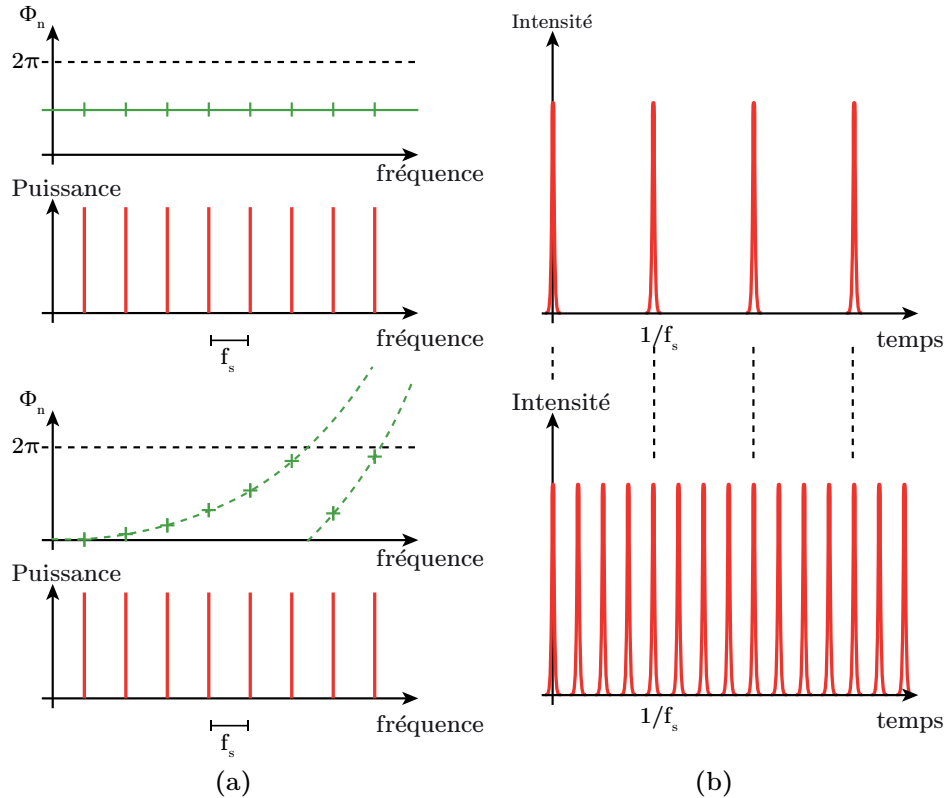 Φn
2π
fréquence
Puissance
fréquence
fs
Φn
2π
fréquence
Puissance
fréquence
fs
(a)
Intensité
1/fs
temps
Intensité
1/fs
temps
(b)